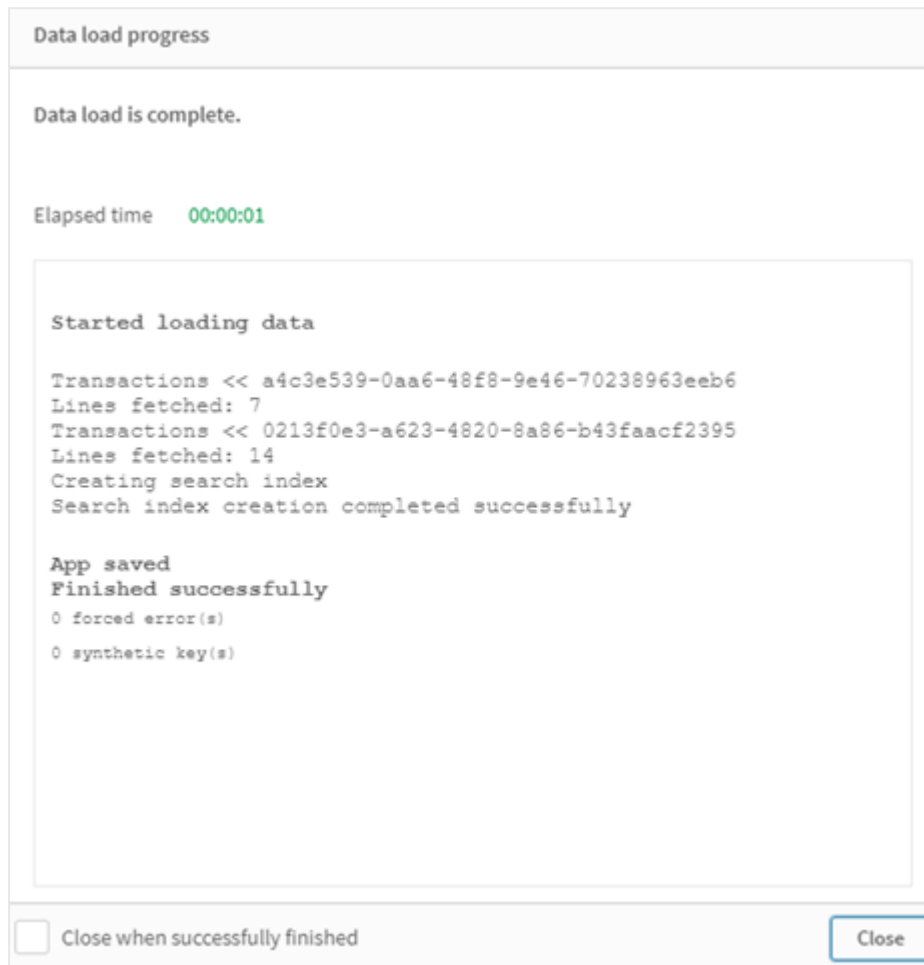 Data load progress
Data load is complete.
Elapsed time 00:00:01
Started loading data
Transactions << a4c3e539-0aa6-48f8-9e46-70238963eeb6
Lines fetched: 7
Transactions << 0213f0e3-a623-4820-8a86-b43faacf2395
Lines fetched: 14
Creating search index
Search index creation completed successfully
App saved
Finished successfully
0 forced error(s)
0 synthetic key(s)
Close when successfully finished Close